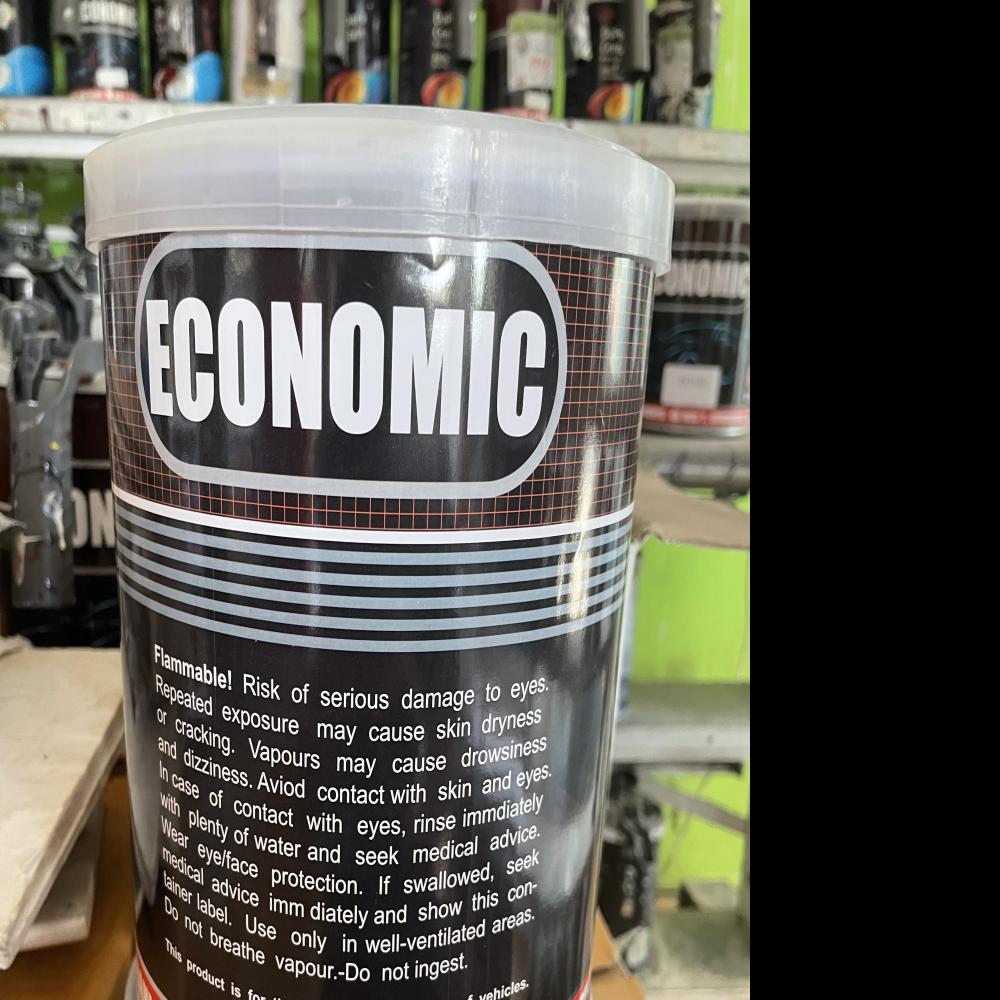 ECONOMIC
Flammable! Risk of serious damage to eyes.
Repeated exposure may cause skin dryness
or cracking. Vapours may cause drowsiness
and dizziness. Aviod contact with skin and eyes.
In case of contact with eyes, rinse immdiately
with plenty of water and seek medical advice.
Wear eye/face protection. If swallowed, seek
medical advice imm diately and show this con-
tainer label. Use only in well-ventilated areas.
Do not breathe vapour.-Do not ingest.
This product is for vehicles.
ECONOMIC
ECONOMIC